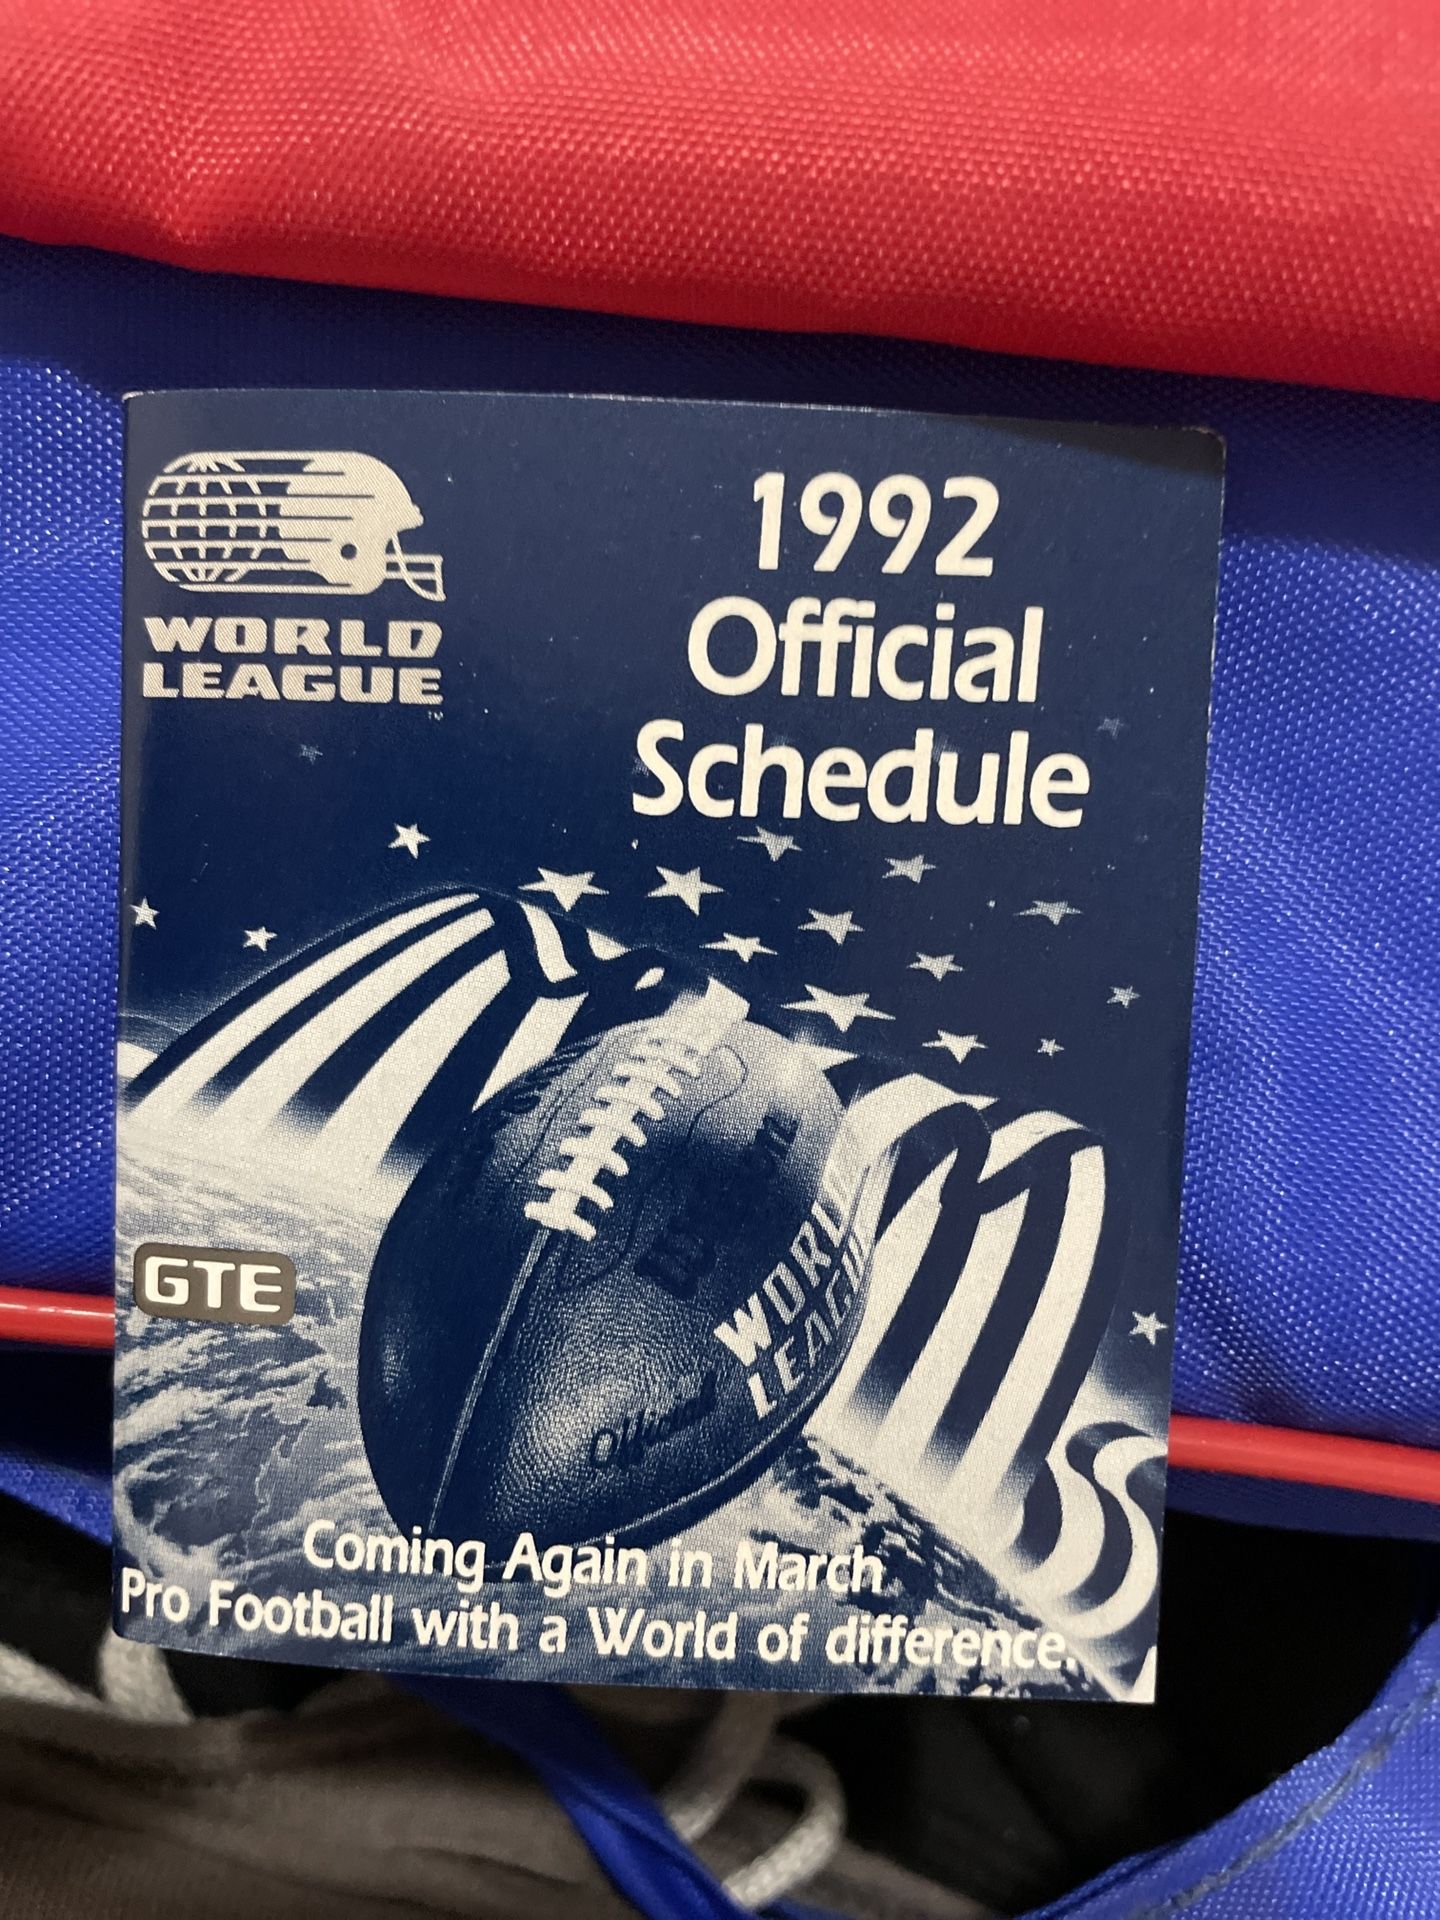 WORLD
LEAGUE
™
1992
Official
Schedule
GTE
WORLD
LEAGUE
Official
Coming Again in March
Pro Football with a World of difference.